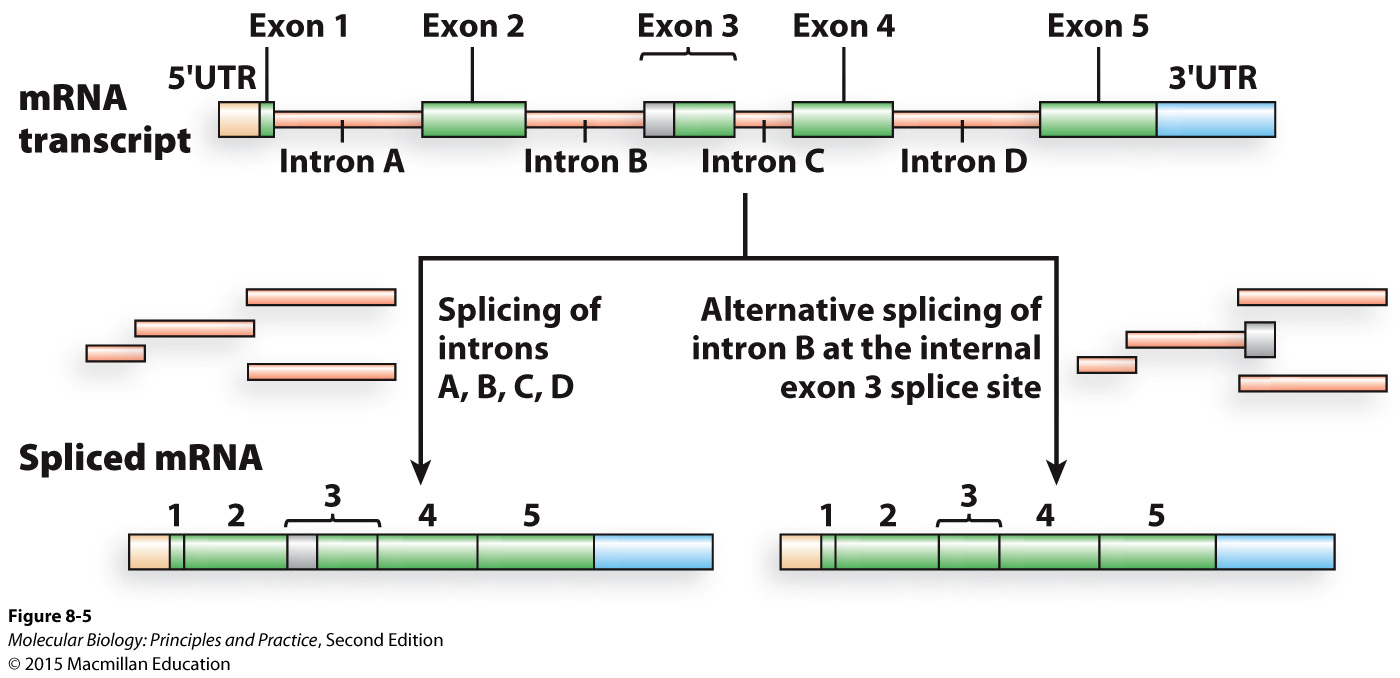 Exon 1
Exon 2
Exon 3
Exon 4
Exon 5
5'UTR
3'UTR
mRNA
transcript
Intron A
Intron B
Intron C
Intron D
Splicing of
introns
A, B, C, D
Alternative splicing of
intron B at the internal
exon 3 splice site
Spliced mRNA
1
2
3
4
5
1
2
3
4
5
Figure 8-5
Molecular Biology: Principles and Practice, Second Edition
© 2015 Macmillan Education